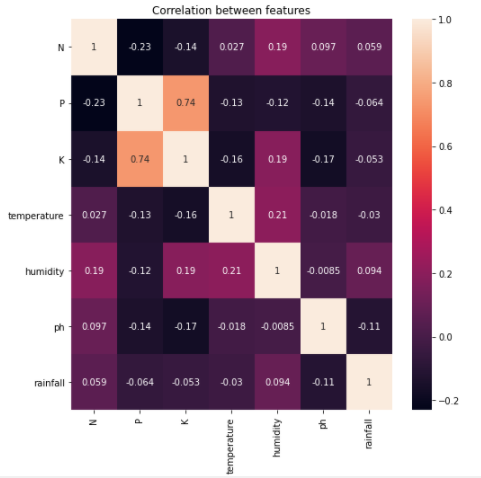 Correlation between features
N 1 -0.23 -0.14 0.027 0.19 0.097 0.059
P -0.23 1 0.74 -0.13 -0.12 -0.14 -0.064
K -0.14 0.74 1 -0.16 0.19 -0.17 -0.053
temperature 0.027 -0.13 -0.16 1 0.21 -0.018 -0.03
humidity 0.19 -0.12 0.19 0.21 1 -0.0085 0.094
ph 0.097 -0.14 -0.17 -0.018 -0.0085 1 -0.11
rainfall 0.059 -0.064 -0.053 -0.03 0.094 -0.11 1
N P K temperature humidity ph rainfall
1.0
0.8
0.6
0.4
0.2
0.0
-0.2